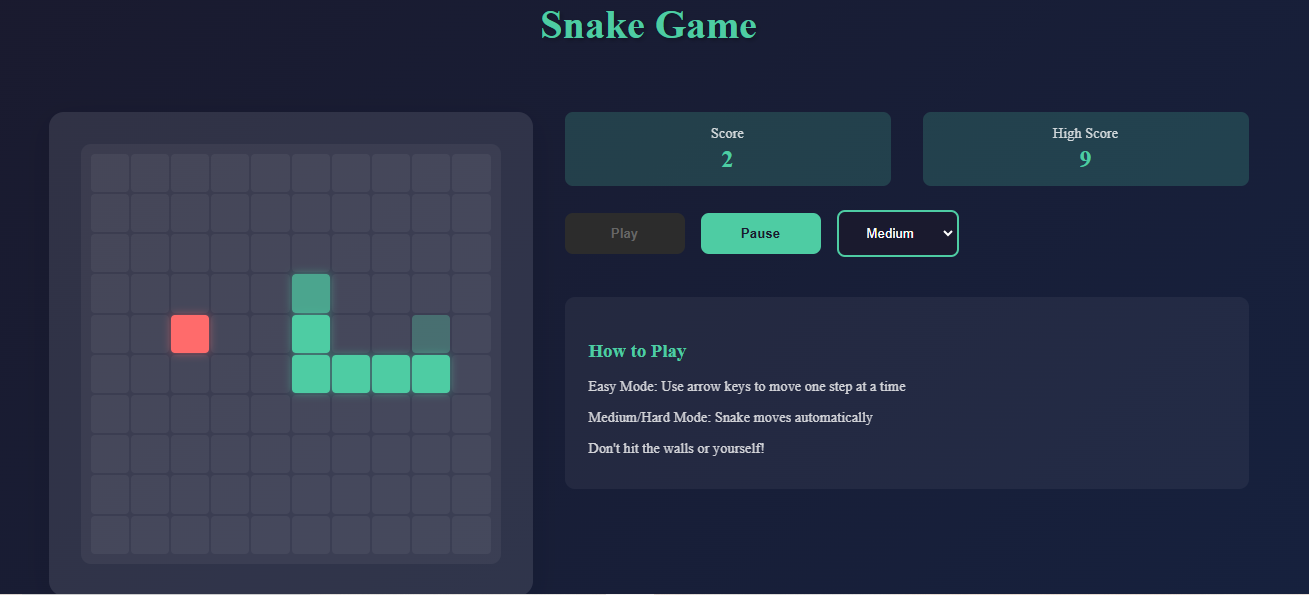 Snake Game
Score
2
High Score
9
Play
Pause
Medium
How to Play
Easy Mode: Use arrow keys to move one step at a time
Medium/Hard Mode: Snake moves automatically
Don't hit the walls or yourself!